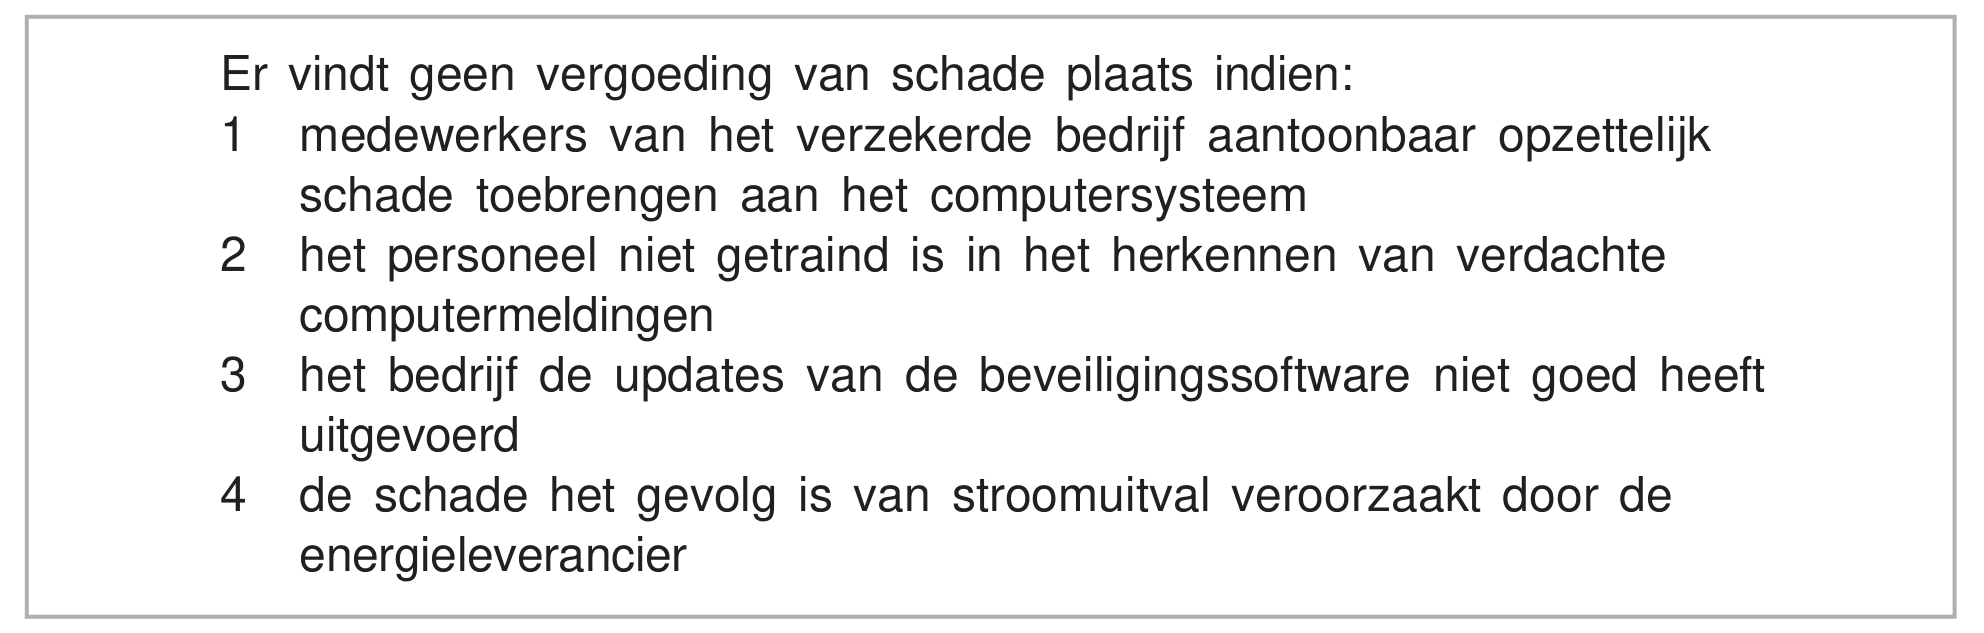 Er vindt geen vergoeding van schade plaats indien:
1 medewerkers van het verzekerde bedrijf aantoonbaar opzettelijk
schade toebrengen aan het computersysteem
2 het personeel niet getraind is in het herkennen van verdachte
computermeldingen
3 het bedrijf de updates van de beveiligingssoftware niet goed heeft
uitgevoerd
4 de schade het gevolg is van stroomuitval veroorzaakt door de
energieleverancier